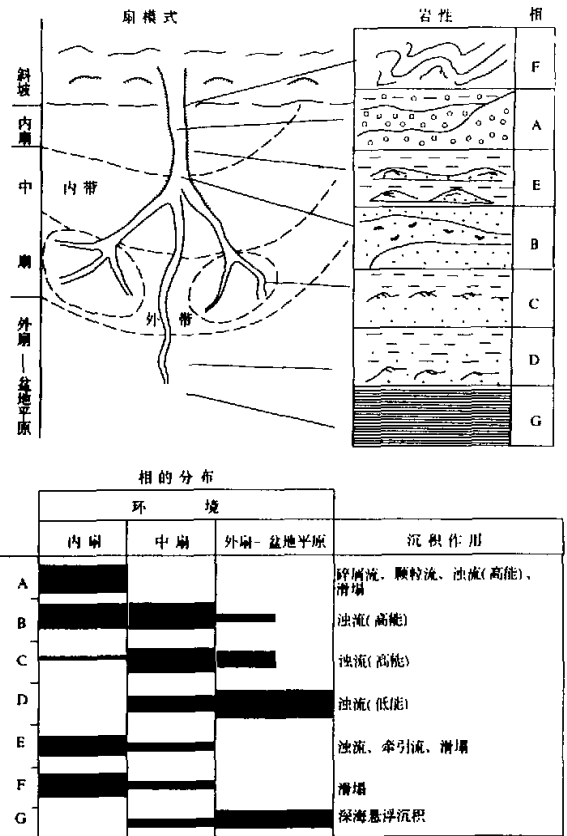 扇模式
岩性
相
斜坡
内扇
中
扇
外扇—盆地平原
内带
外带
F
A
E
B
C
D
G
相的分布
环境
内扇
中扇
外扇-盆地平原
沉积作用
A
碎屑流、颗粒流、浊流(高能)、
滑塌
B
浊流(高能)
C
浊流(高能)
D
浊流(低能)
E
浊流、牵引流、滑塌
F
滑塌
G
深海悬浮沉积